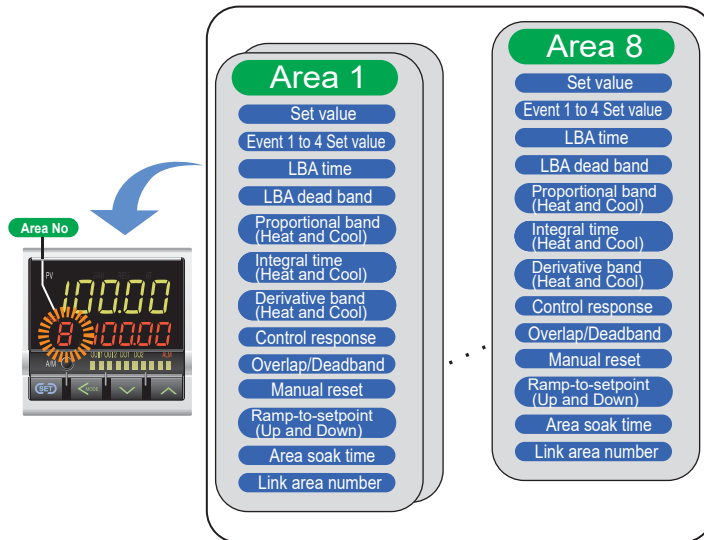 Area 1
Set value
Event 1 to 4 Set value
LBA time
LBA dead band
Proportional band
(Heat and Cool)
Integral time
(Heat and Cool)
Derivative band
(Heat and Cool)
Control response
Overlap/Deadband
Manual reset
Ramp-to-setpoint
(Up and Down)
Area soak time
Link area number
Area 8
Set value
Event 1 to 4 Set value
LBA time
LBA dead band
Proportional band
(Heat and Cool)
Integral time
(Heat and Cool)
Derivative band
(Heat and Cool)
Control response
Overlap/Deadband
Manual reset
Ramp-to-setpoint
(Up and Down)
Area soak time
Link area number
Area No
PV
100.00
8 100.00
A/M OUT1 OUT2 DO1 DO2 ALM
SET MODE